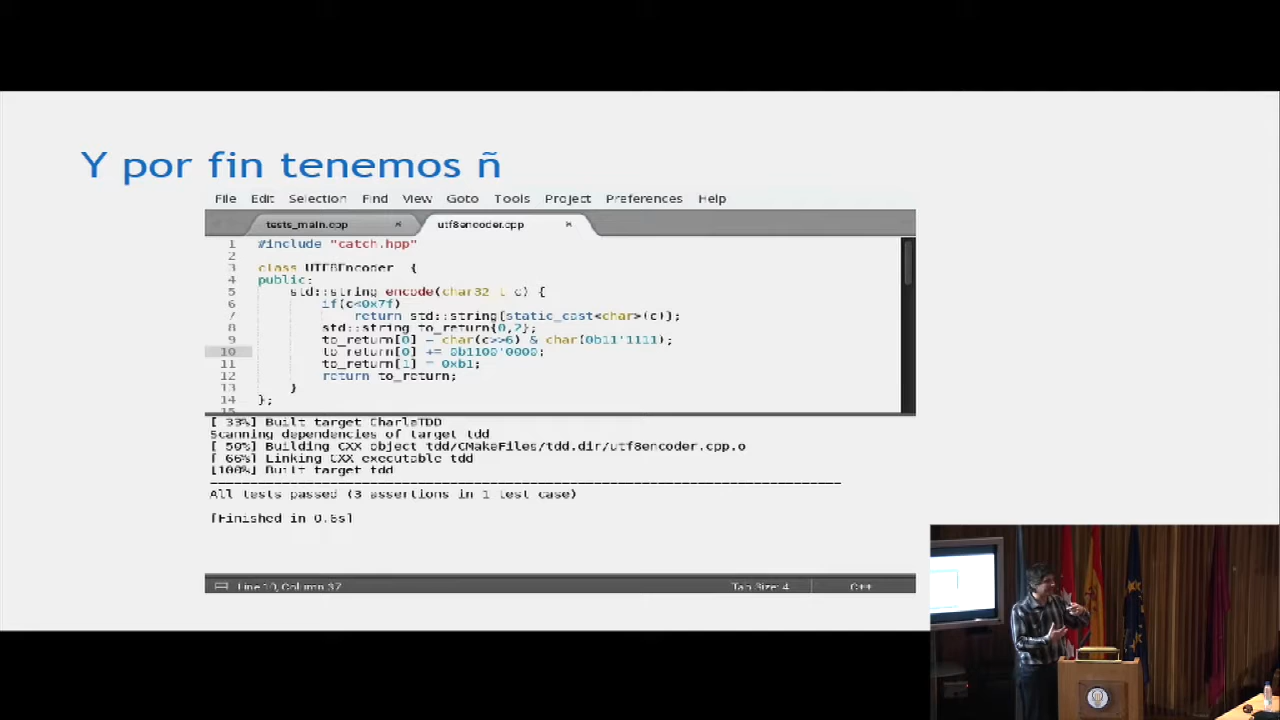 Y por fin tenemos ñ
File Edit Selection Find View Goto Tools Project Preferences Help
tests_main.cpp × utf8encoder.cpp ×
1 #include "catch.hpp"
2
3 class UTF8Encoder {
4 public:
5 std::string encode(char32_t c) {
6 if(c<0x7f)
7 return std::string{static_cast<char>(c)};
8 std::string to_return{0,2};
9 to_return[0] = char(c>>6) & char(0b11'1111);
10 to_return[0] += 0b1100'0000;
11 to_return[1] = 0xb1;
12 return to_return;
13 }
14 };
15
[ 33%] Built target CharlaTDD
Scanning dependencies of target tdd
[ 50%] Building CXX object tdd/CMakeFiles/tdd.dir/utf8encoder.cpp.o
[ 66%] Linking CXX executable tdd
[100%] Built target tdd
All tests passed (3 assertions in 1 test case)
[Finished in 0.6s]
Line 10, Column 37 Tab Size: 4 C++